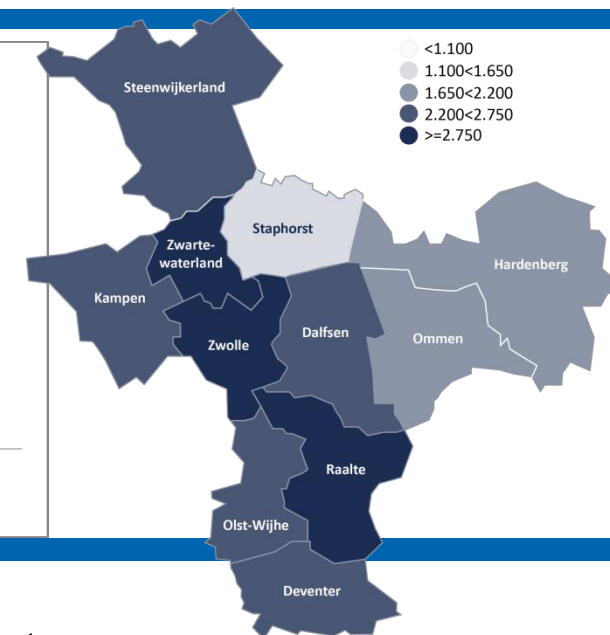 <1.100
1.100<1.650
1.650<2.200
2.200<2.750
>=2.750
Steenwijkerland
Staphorst
Zwarte-
waterland
Hardenberg
Kampen
Zwolle
Dalfsen
Ommen
Raalte
Olst-Wijhe
Deventer